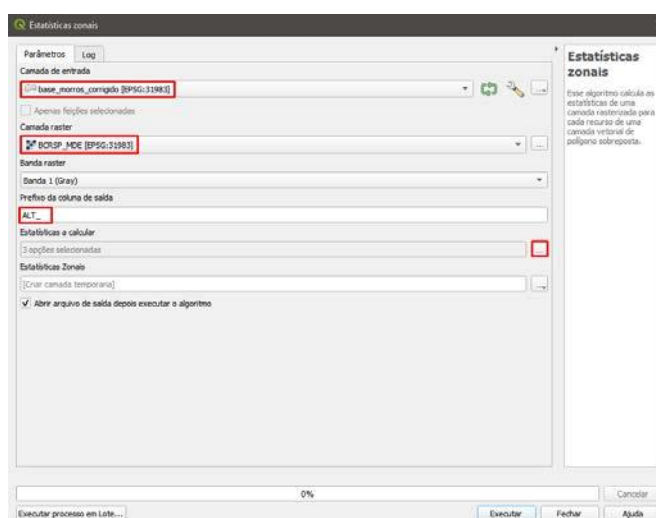 Estatísticas zonais
Parâmetros
Log
Camada de entrada
base_morros_corrigido [EPSG:31983]
Apenas feições selecionadas
Camada raster
BCRSP_MDE [EPSG:31983]
Banda raster
Banda 1 (Gray)
Prefixo da coluna de saída
ALT_
Estatísticas a calcular
3 opções selecionadas
Estatísticas Zonais
[Criar camada temporaria]
Abrir arquivo de saída depois executar o algoritmo
Estatísticas
zonais
Esse algoritmo calcula as
estatísticas de uma
camada rasterizada para
cada recurso de uma
camada vetorial de
polígono sobreposta.
0%
Cancelar
Executar processo em Lote...
Executar
Fechar
Ajuda